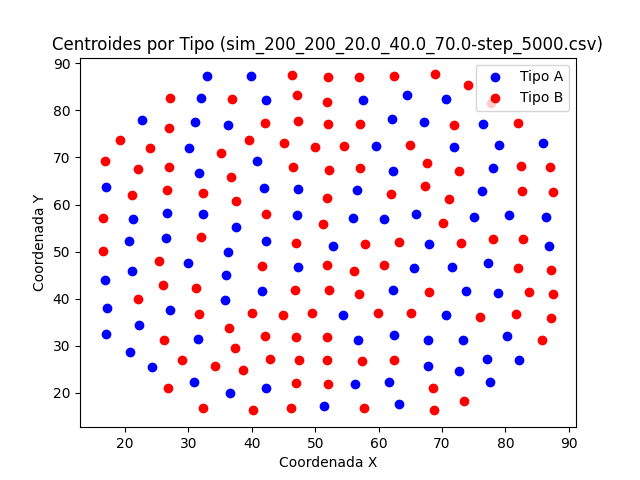 Centroides por Tipo (sim_200_200_20.0_40.0_70.0-step_5000.csv)
Tipo A
Tipo B
Coordenada Y
90
80
70
60
50
40
30
20
20 30 40 50 60 70 80 90
Coordenada X